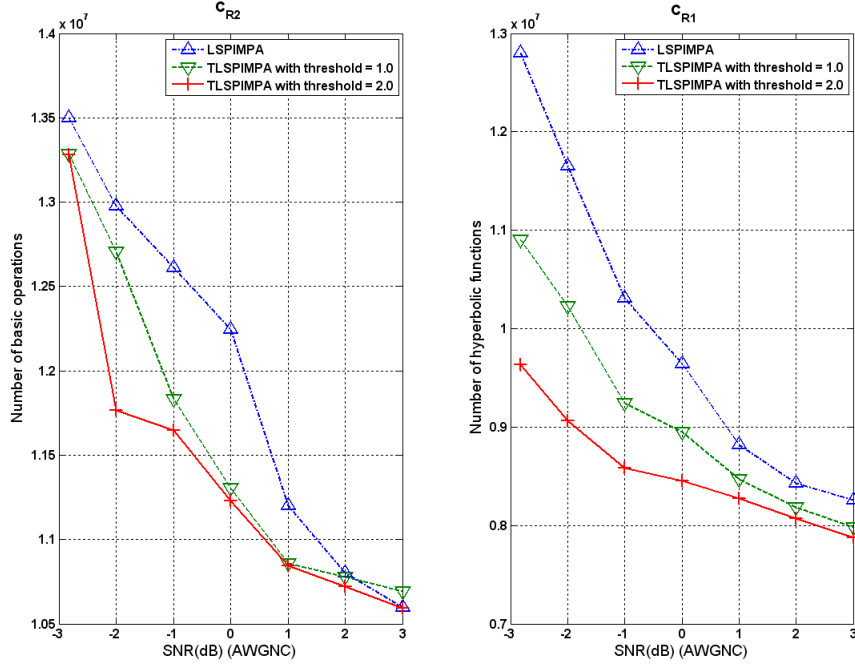 c_R2
x 10^7
LSPIMPA
TLSPIMPA with threshold = 1.0
TLSPIMPA with threshold = 2.0
1.4
1.35
1.3
1.25
1.2
1.15
1.1
1.05
Number of basic operations
-3
-2
-1
0
1
2
3
SNR(dB) (AWGNC)
c_R1
x 10^7
LSPIMPA
TLSPIMPA with threshold = 1.0
TLSPIMPA with threshold = 2.0
1.3
1.2
1.1
1
0.9
0.8
0.7
Number of hyperbolic functions
-3
-2
-1
0
1
2
3
SNR(dB) (AWGNC)